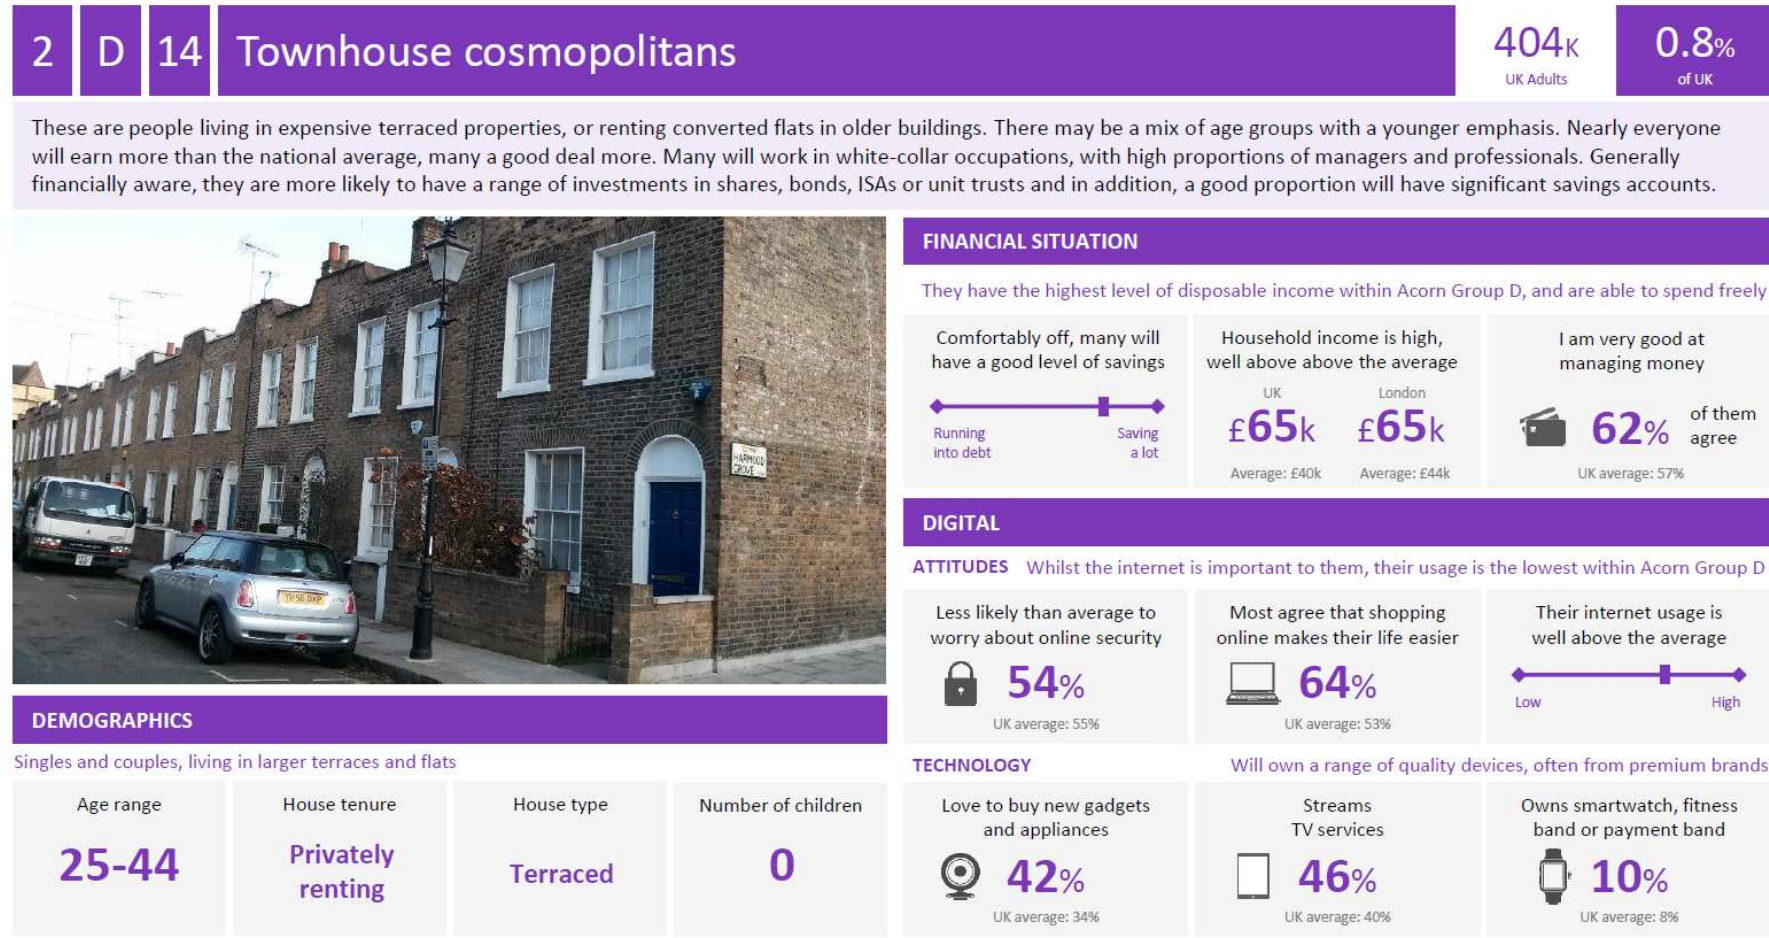 2 D 14 Townhouse cosmopolitans
404K
UK Adults
0.8%
of UK
These are people living in expensive terraced properties, or renting converted flats in older buildings. There may be a mix of age groups with a younger emphasis. Nearly everyone
will earn more than the national average, many a good deal more. Many will work in white-collar occupations, with high proportions of managers and professionals. Generally
financially aware, they are more likely to have a range of investments in shares, bonds, ISAs or unit trusts and in addition, a good proportion will have significant savings accounts.
HARMOOD
GROVE
DEMOGRAPHICS
Singles and couples, living in larger terraces and flats
Age range
25-44
House tenure
Privately
renting
House type
Terraced
Number of children
0
FINANCIAL SITUATION
They have the highest level of disposable income within Acorn Group D, and are able to spend freely
Comfortably off, many will
have a good level of savings
Running
into debt
Saving
a lot
Household income is high,
well above above the average
UK
£65k
Average: £40k
London
£65k
Average: £44k
I am very good at
managing money
62% of them
agree
UK average: 57%
DIGITAL
ATTITUDES Whilst the internet is important to them, their usage is the lowest within Acorn Group D
Less likely than average to
worry about online security
54%
UK average: 55%
Most agree that shopping
online makes their life easier
64%
UK average: 53%
Their internet usage is
well above the average
Low
High
TECHNOLOGY Will own a range of quality devices, often from premium brands
Love to buy new gadgets
and appliances
42%
UK average: 34%
Streams
TV services
46%
UK average: 40%
Owns smartwatch, fitness
band or payment band
10%
UK average: 8%